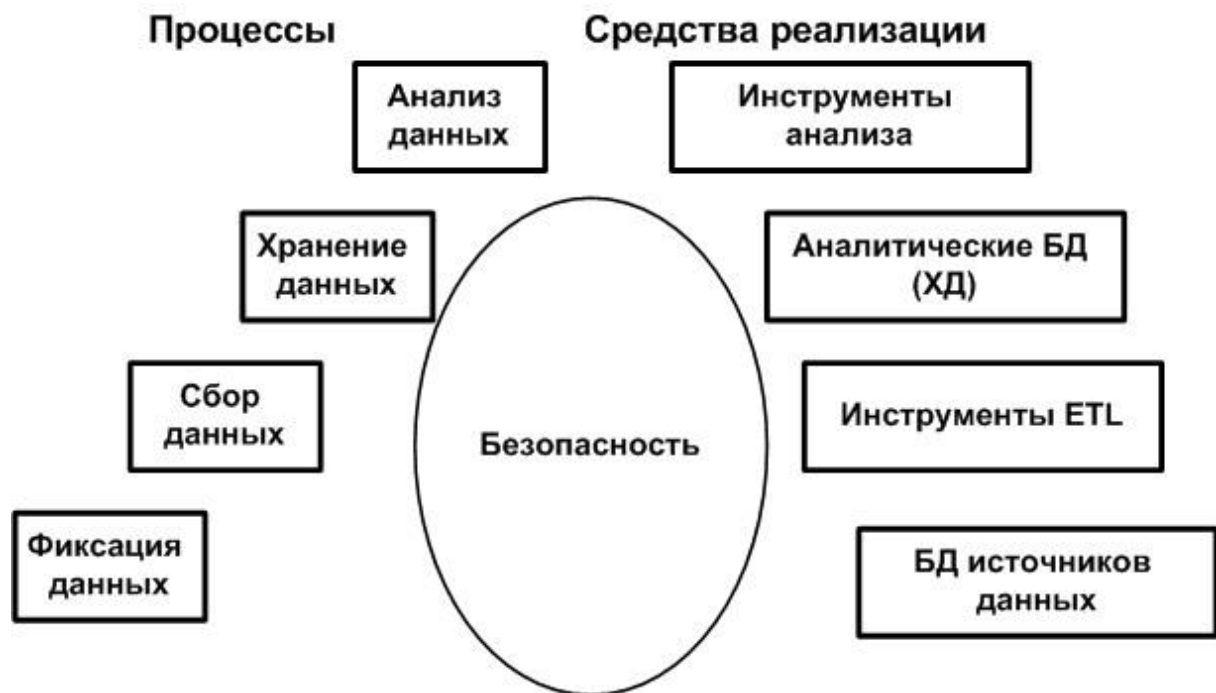 Процессы
Средства реализации
Анализ
данных
Инструменты
анализа
Хранение
данных
Аналитические БД
(ХД)
Сбор
данных
Инструменты ETL
Безопасность
Фиксация
данных
БД источников
данных